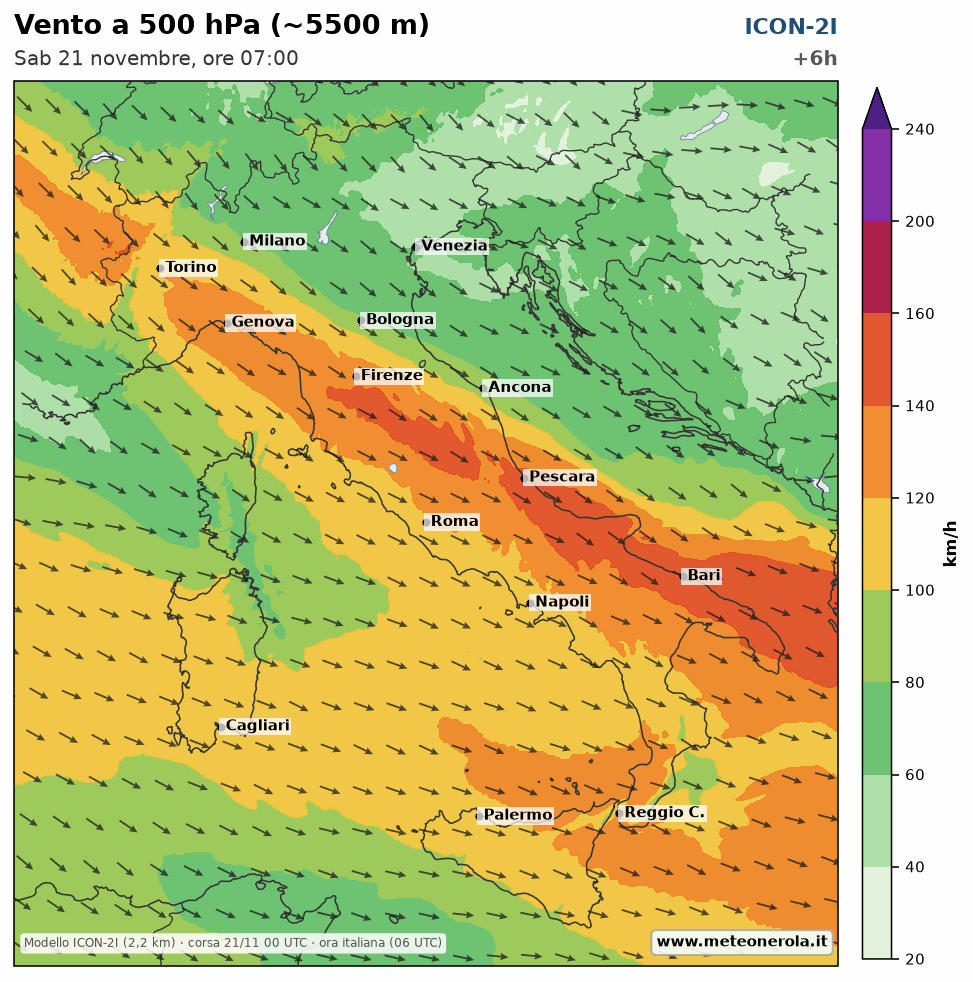 Vento a 500 hPa (~5500 m)
ICON-2I
Sab 21 novembre, ore 07:00
+6h
Milano
Venezia
Torino
Genova
Bologna
Firenze
Ancona
Pescara
Roma
Bari
Napoli
Cagliari
Palermo
Reggio C.
240
220
160
140
120
100
80
60
40
20
km/h
Modello ICON-2I (2,2 km) · corsa 21/11 00 UTC · ora italiana (06 UTC)
www.meteonerola.it